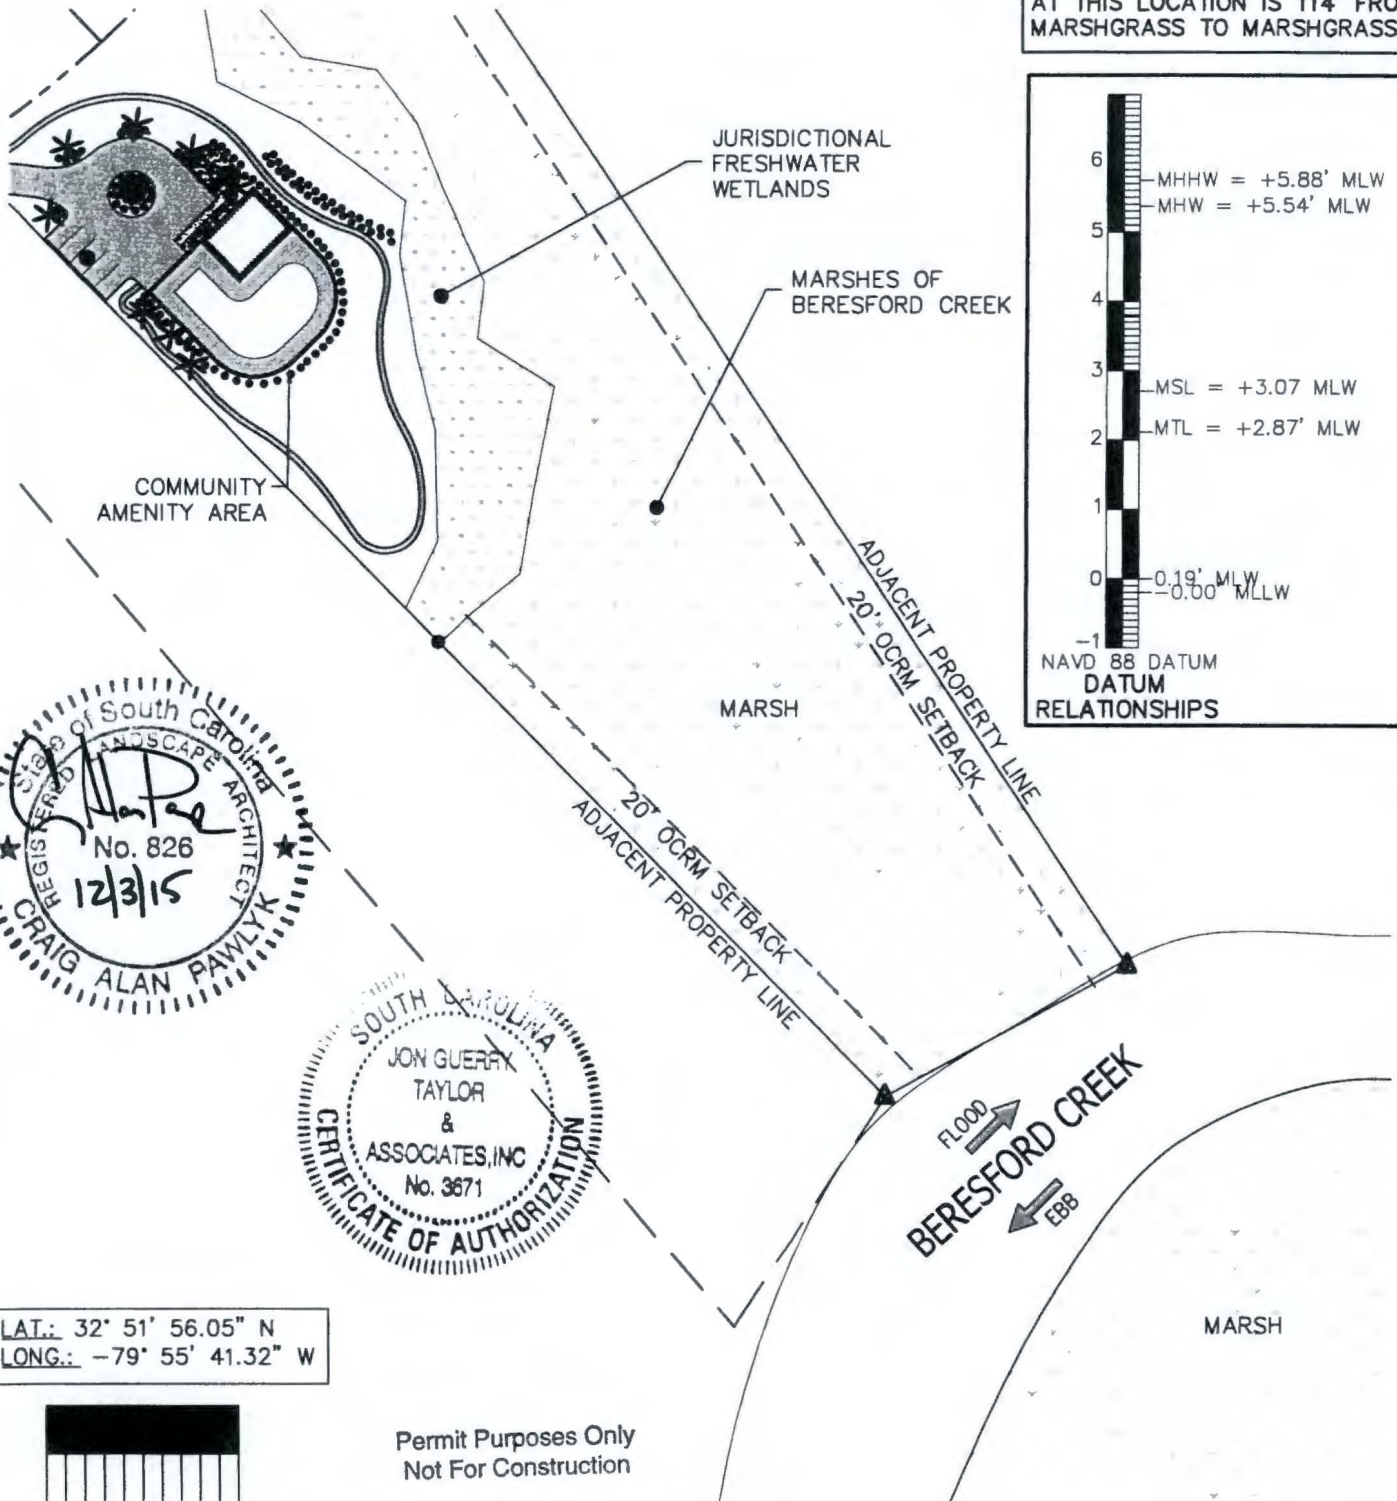 AT THIS LOCATION IS 114' FRO
MARSHGRASS TO MARSHGRASS
JURISDICTIONAL
FRESHWATER
WETLANDS
MARSHES OF
BERESFORD CREEK
6
5
4
3
2
1
0
-1
MHHW = +5.88' MLW
MHW = +5.54' MLW
MSL = +3.07 MLW
MTL = +2.87' MLW
0.19' MLW
-0.00' MLLW
NAVD 88 DATUM
DATUM
RELATIONSHIPS
COMMUNITY
AMENITY AREA
ADJACENT PROPERTY LINE
20' OCRM SETBACK
MARSH
20' OCRM SETBACK
ADJACENT PROPERTY LINE
State of South Carolina
REGISTERED LANDSCAPE ARCHITECT
No. 826
12/3/15
CRAIG ALAN PAWLYK
SOUTH CAROLINA
JON GUERRY
TAYLOR
&
ASSOCIATES,INC
No. 3671
CERTIFICATE OF AUTHORIZATION
FLOOD
BERESFORD CREEK
EBB
MARSH
LAT.: 32° 51' 56.05" N
LONG.: -79° 55' 41.32" W
Permit Purposes Only
Not For Construction